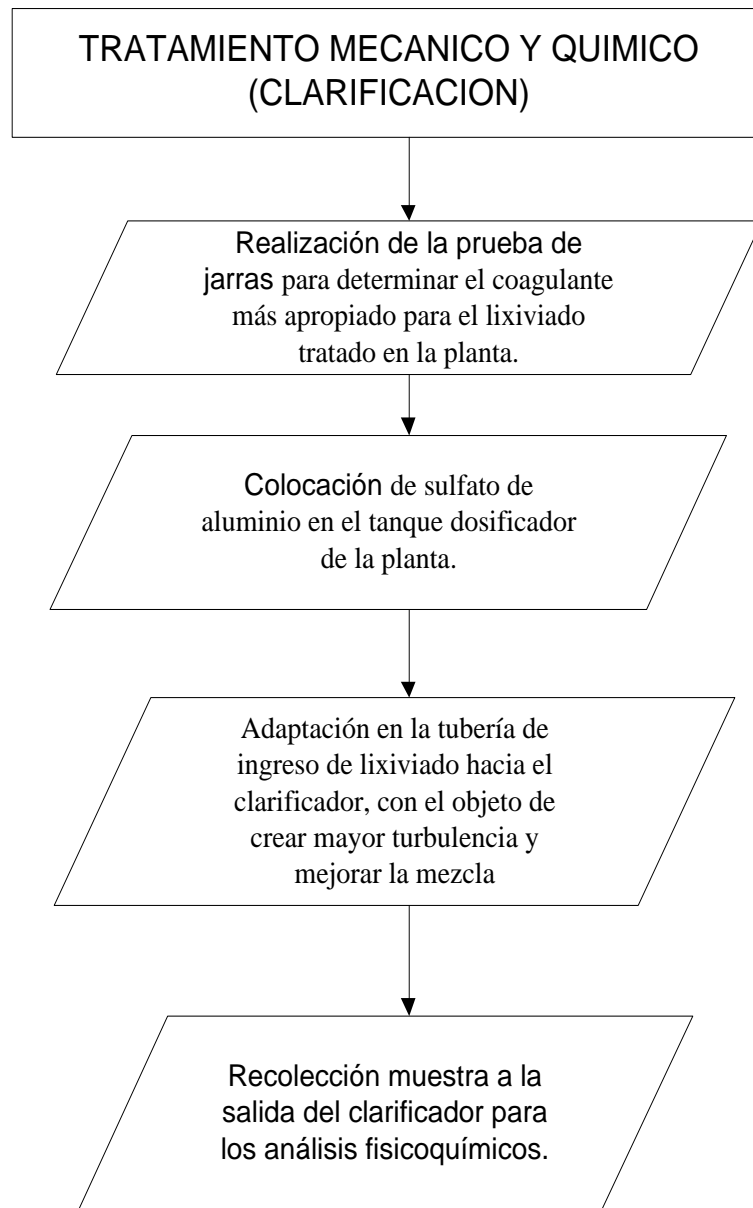 TRATAMIENTO MECANICO Y QUIMICO
(CLARIFICACION)
Realización de la prueba de
jarras para determinar el coagulante
más apropiado para el lixiviado
tratado en la planta.
Colocación de sulfato de
aluminio en el tanque dosificador
de la planta.
Adaptación en la tubería de
ingreso de lixiviado hacia el
clarificador, con el objeto de
crear mayor turbulencia y
mejorar la mezcla
Recolección muestra a la
salida del clarificador para
los análisis fisicoquímicos.